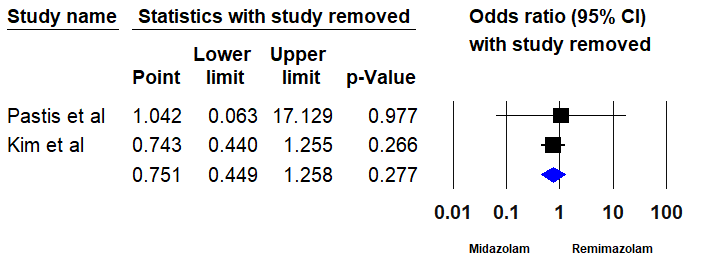 Study name Statistics with study removed Odds ratio (95% CI)
with study removed
Lower Upper
Point limit limit p-Value
Pastis et al 1.042 0.063 17.129 0.977
Kim et al 0.743 0.440 1.255 0.266
0.751 0.449 1.258 0.277
0.01 0.1 1 10 100
Midazolam Remimazolam